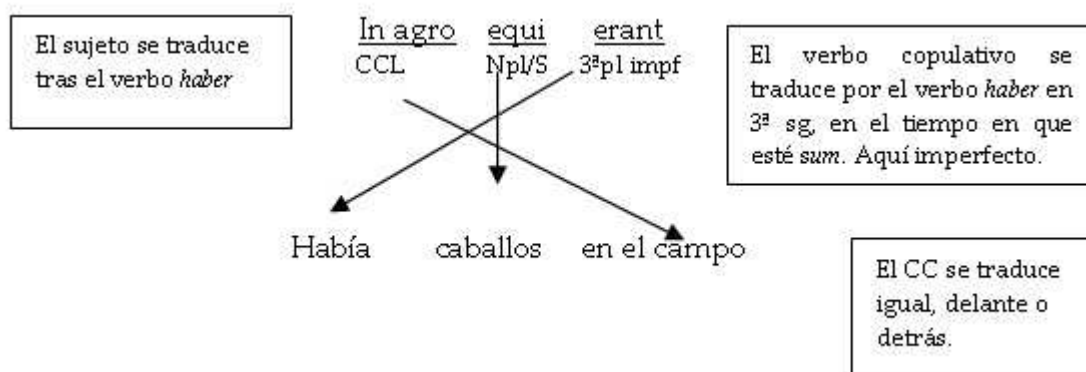 El sujeto se traduce
tras el verbo haber
In agro equi erant
CCL Npl/S 3ªpl impf
El verbo copulativo se
traduce por el verbo haber en
3ª sg, en el tiempo en que
esté sum. Aquí imperfecto.
Había caballos en el campo
El CC se traduce
igual, delante o
detrás.